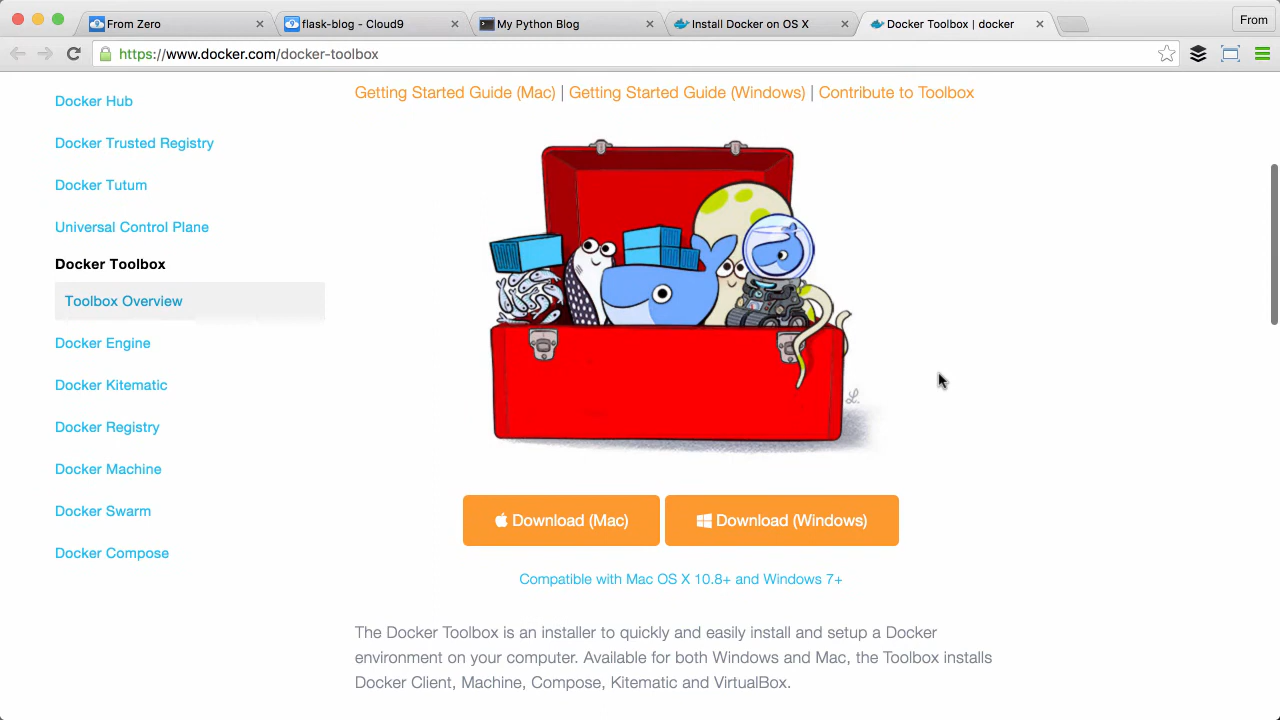 From Zero
flask-blog - Cloud9
My Python Blog
Install Docker on OS X
Docker Toolbox | docker
From
https://www.docker.com/docker-toolbox
Docker Hub
Docker Trusted Registry
Docker Tutum
Universal Control Plane
Docker Toolbox
Toolbox Overview
Docker Engine
Docker Kitematic
Docker Registry
Docker Machine
Docker Swarm
Docker Compose
Getting Started Guide (Mac) | Getting Started Guide (Windows) | Contribute to Toolbox
L.
Download (Mac)
Download (Windows)
Compatible with Mac OS X 10.8+ and Windows 7+
The Docker Toolbox is an installer to quickly and easily install and setup a Docker
environment on your computer. Available for both Windows and Mac, the Toolbox installs
Docker Client, Machine, Compose, Kitematic and VirtualBox.